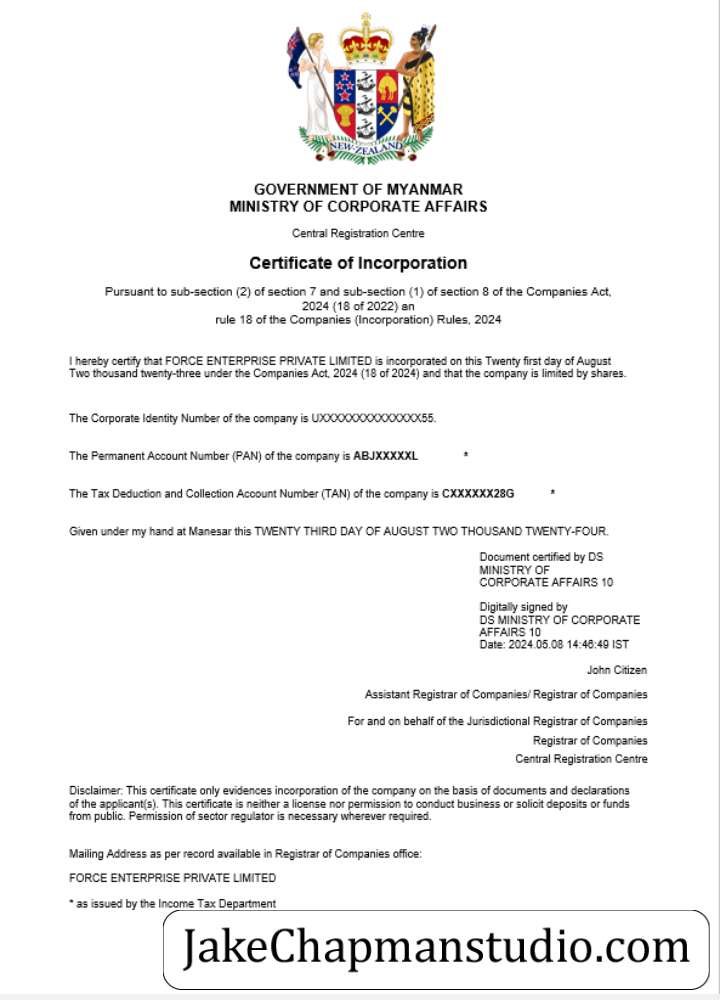 NEW-ZEALAND
GOVERNMENT OF MYANMAR
MINISTRY OF CORPORATE AFFAIRS
Central Registration Centre
Certificate of Incorporation
Pursuant to sub-section (2) of section 7 and sub-section (1) of section 8 of the Companies Act,
2024 (18 of 2022) an
rule 18 of the Companies (Incorporation) Rules, 2024
I hereby certify that FORCE ENTERPRISE PRIVATE LIMITED is incorporated on this Twenty first day of August
Two thousand twenty-three under the Companies Act, 2024 (18 of 2024) and that the company is limited by shares.
The Corporate Identity Number of the company is UXXXXXXXXXXXXXX55.
The Permanent Account Number (PAN) of the company is ABJXXXXXL *
The Tax Deduction and Collection Account Number (TAN) of the company is CXXXXXX28G *
Given under my hand at Manesar this TWENTY THIRD DAY OF AUGUST TWO THOUSAND TWENTY-FOUR.
Document certified by DS
MINISTRY OF
CORPORATE AFFAIRS 10
Digitally signed by
DS MINISTRY OF CORPORATE
AFFAIRS 10
Date: 2024.05.08 14:46:49 IST
John Citizen
Assistant Registrar of Companies/ Registrar of Companies
For and on behalf of the Jurisdictional Registrar of Companies
Registrar of Companies
Central Registration Centre
Disclaimer: This certificate only evidences incorporation of the company on the basis of documents and declarations
of the applicant(s). This certificate is neither a license nor permission to conduct business or solicit deposits or funds
from public. Permission of sector regulator is necessary wherever required.
Mailing Address as per record available in Registrar of Companies office:
FORCE ENTERPRISE PRIVATE LIMITED
* as issued by the Income Tax Department
JakeChapmanstudio.com